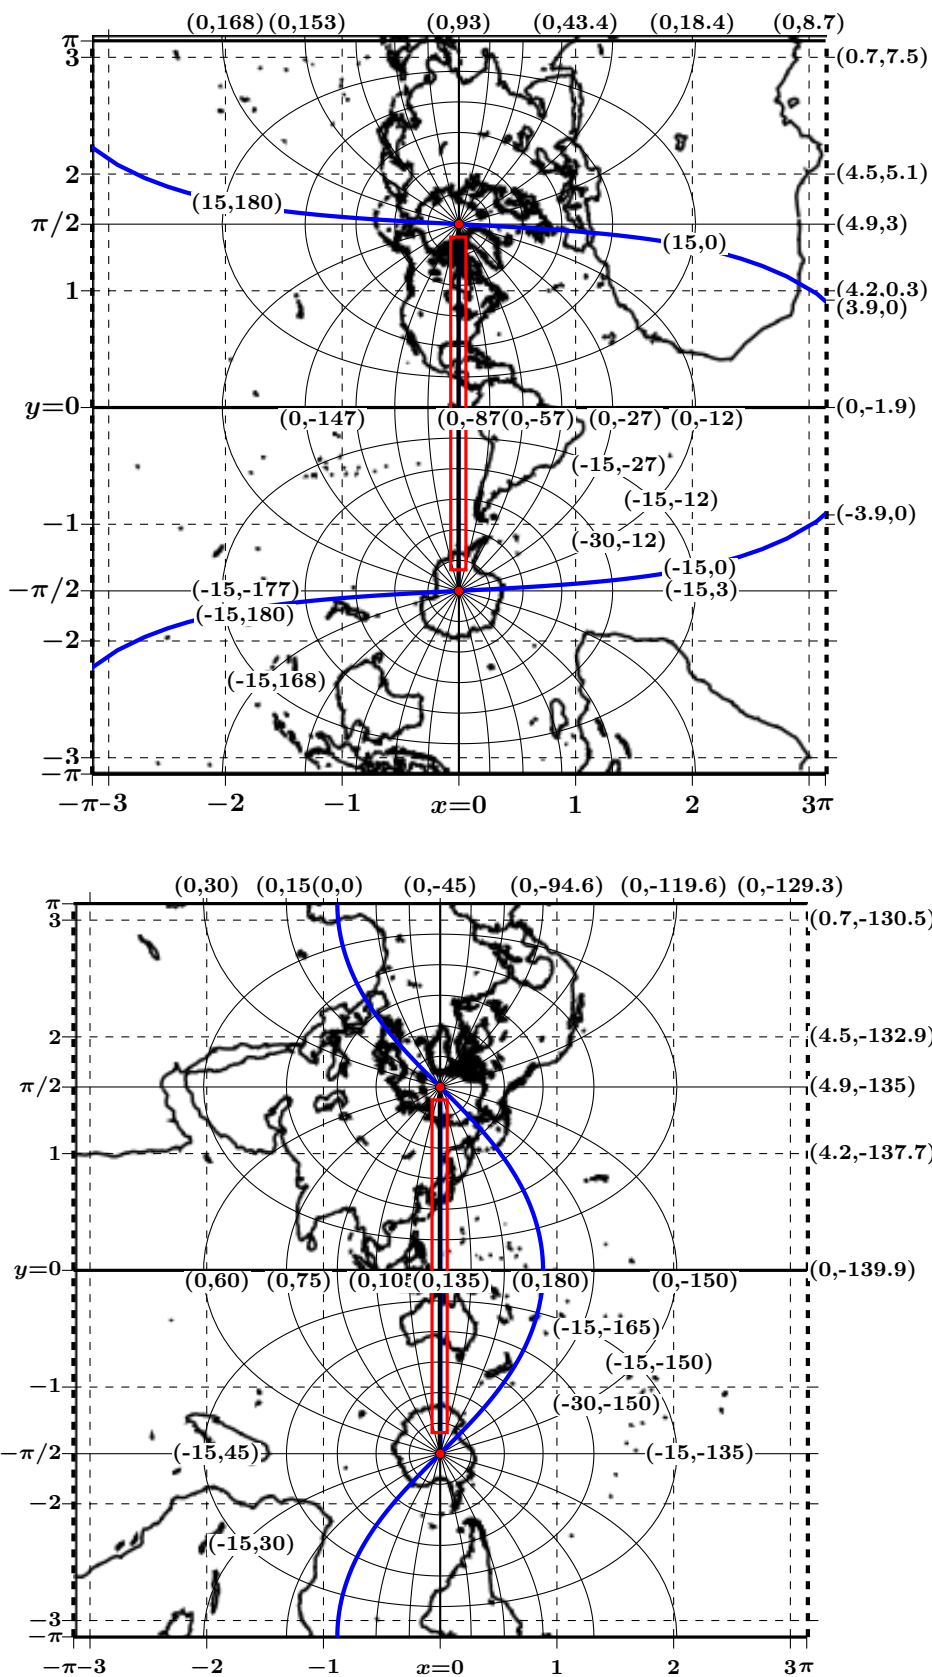 (0,168) (0,153) (0,93) (0,43.4) (0,18.4) (0,8.7)
π
3 (0.7,7.5)
2 (4.5,5.1)
(15,180)
π/2 (4.9,3)
(15,0)
1 (4.2,0.3)
(3.9,0)
y=0 (0,-1.9)
(0,-147) (0,-87) (0,-57) (0,-27) (0,-12)
(-15,-27)
(-15,-12)
−1 (-3.9,0)
(-30,-12)
(-15,0)
−π/2 (-15,-177) (-15,3)
(-15,180)
−2
(-15,168)
−3
−π
−π −3 −2 −1 x=0 1 2 3 π
(0,30) (0,15) (0,0) (0,-45) (0,-94.6) (0,-119.6) (0,-129.3)
π
3 (0.7,-130.5)
2 (4.5,-132.9)
π/2 (4.9,-135)
1 (4.2,-137.7)
y=0 (0,-139.9)
(0,60) (0,75) (0,105 (0,135) (0,180) (0,-150)
(-15,-165)
(-15,-150)
−1
(-30,-150)
−π/2 (-15,45) (-15,-135)
−2
(-15,30)
−3
−π
−π −3 −2 −1 x=0 1 2 3 π